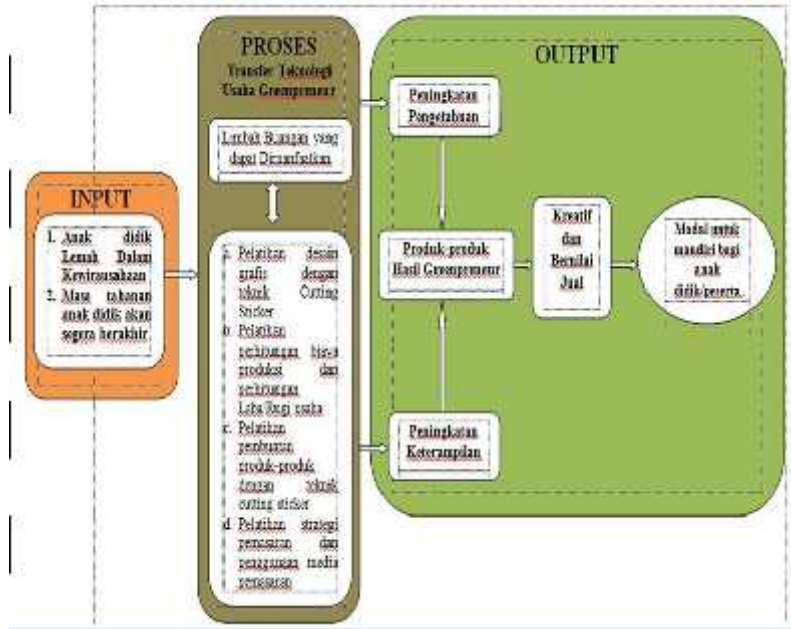 INPUT
1. Anak didik
Lemah Dalam
Kewirausahaan
2. Masa tahanan
anak didik akan
segera berakhir
PROSES
Transfer Teknologi
Usaha Greenpreneur
Limbah Buangan yang
dapat Dimanfaatkan
a. Pelatihan desain
grafis dengan
teknik Cutting
Sticker
b. Pelatihan
perhitungan biaya
produksi dan
perhitungan
Laba Rugi usaha
c. Pelatihan
pembuatan
produk-produk
dengan teknik
cutting sticker
d. Pelatihan strategi
pemasaran dan
penggunaan media
pemasaran
OUTPUT
Peningkatan
Pengetahuan
Produk-produk
Hasil Greenpreneur
Peningkatan
Keterampilan
Kreatif
dan
Bernilai
Jual
Modal untuk
mandiri bagi
anak
didik/peserta